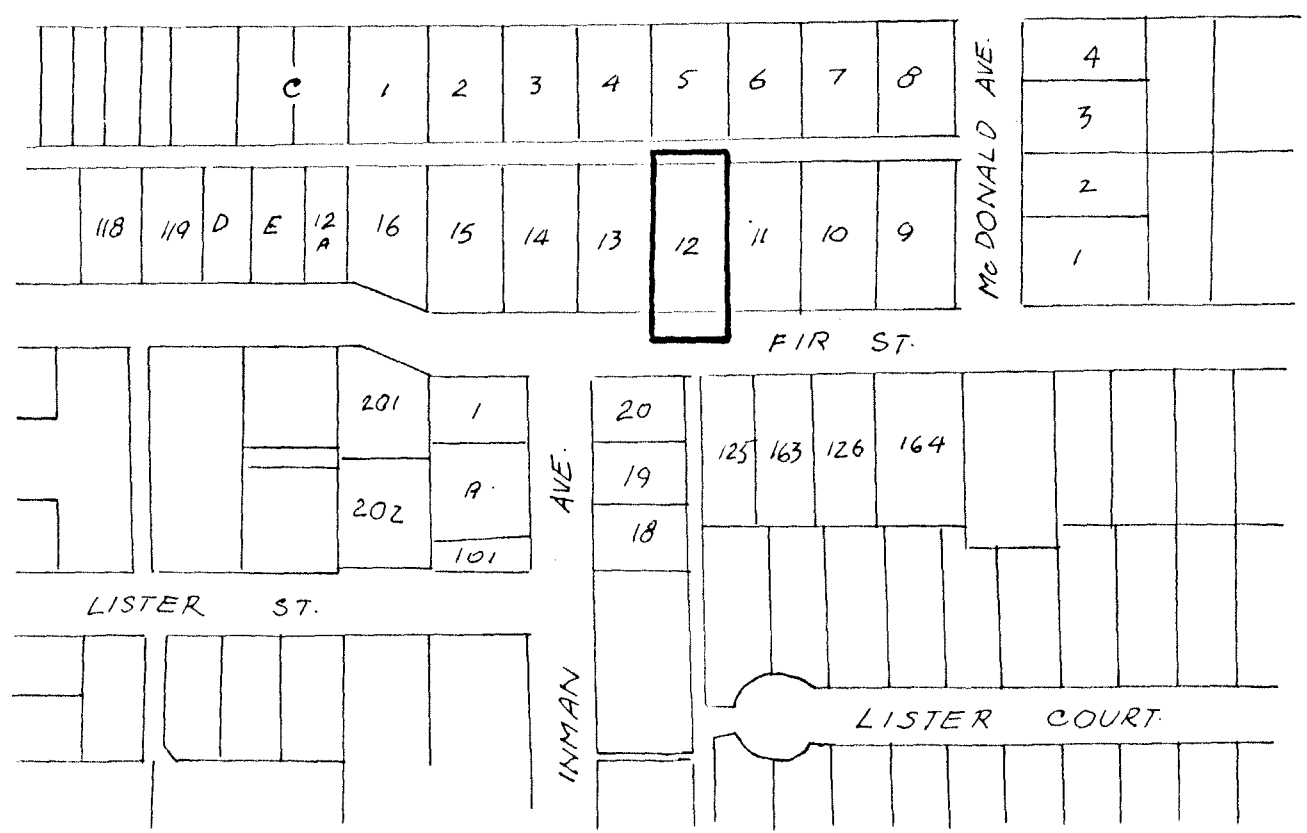 C 1 2 3 4 5 6 7 8
4
3
2
1
McDONALD AVE.
118 119 D E 12 A 16 15 14 13 12 11 10 9
FIR ST.
201 1 20
202 A. 19
101 18
125 163 126 164
AVE.
INMAN
LISTER ST.
LISTER COURT.